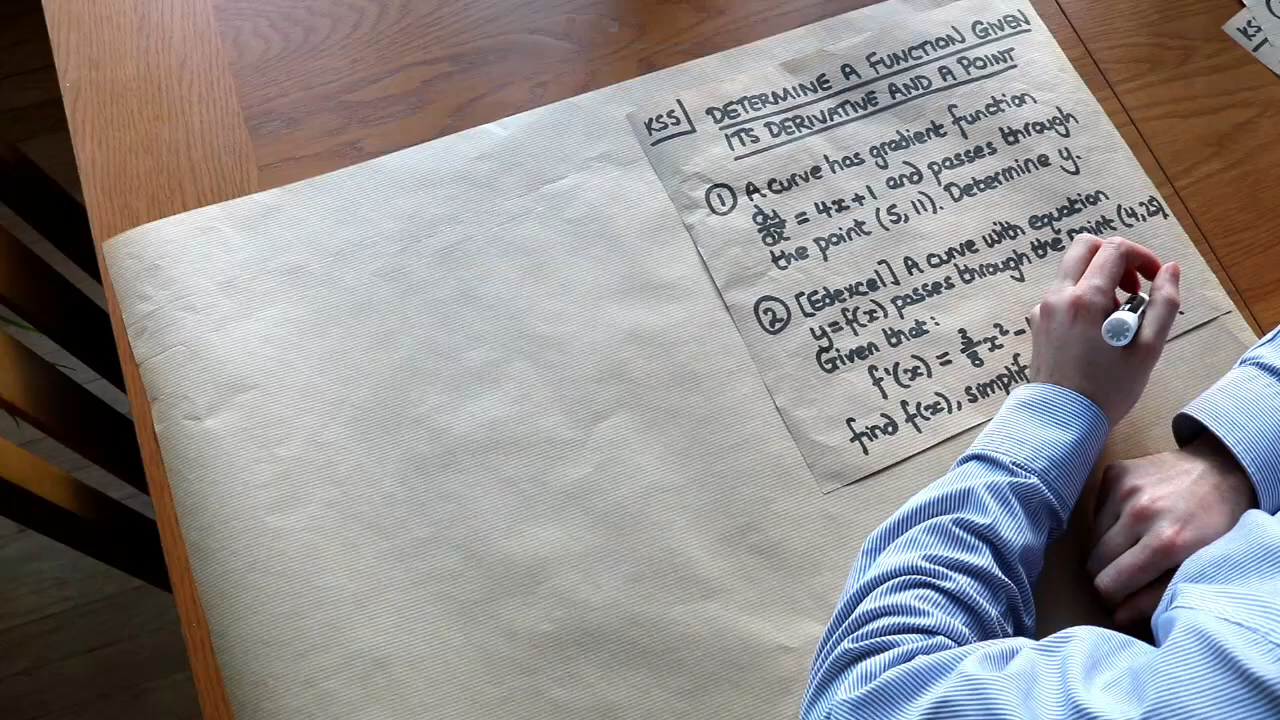 KS5
DETERMINE A FUNCTION GIVEN
ITS DERIVATIVE AND A POINT
① A curve has gradient function
dy/dx = 4x+1 and passes through
the point (5, 11). Determine y.
② [Edexcel] A curve with equation
y=f(x) passes through the point (4,25).
Given that:
f'(x) = 3/8 x² -
find f(x),